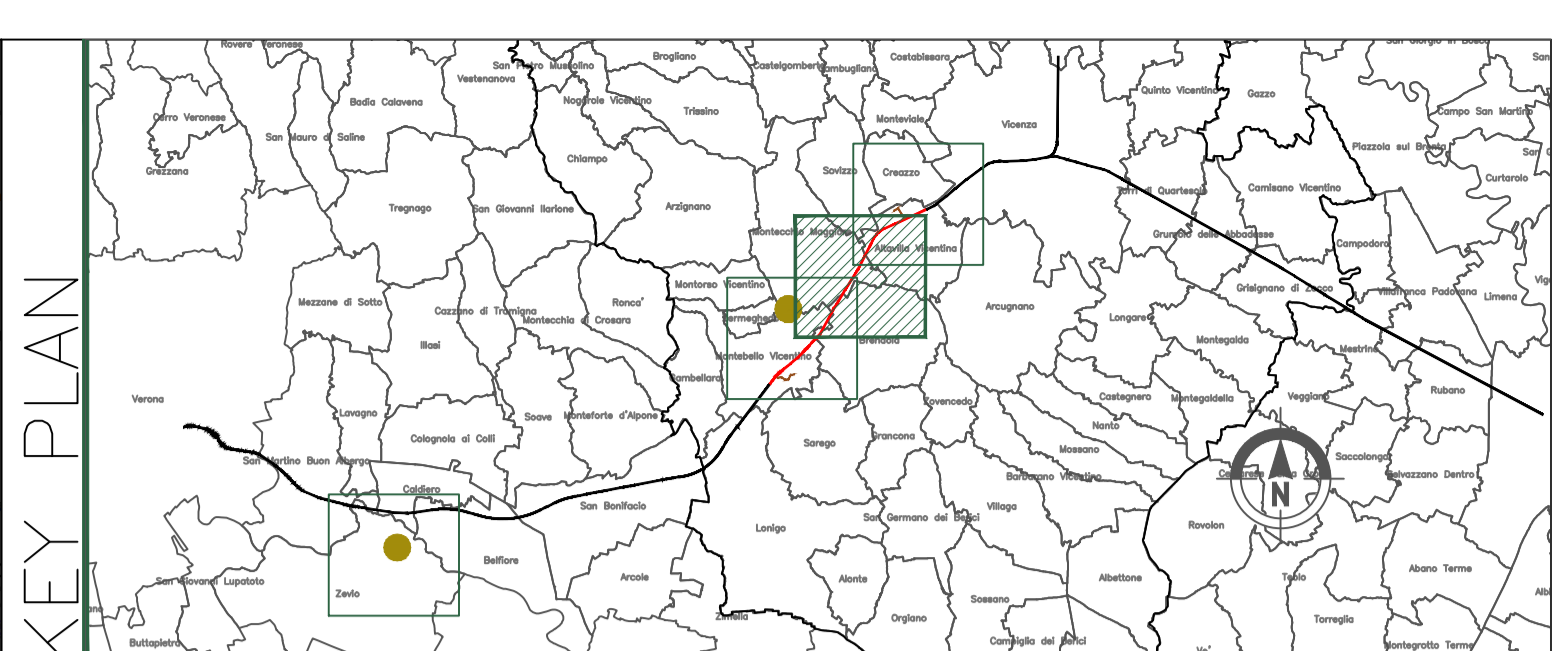 KEY PLAN
Rovere' Veronese
San Pietro Mussolino
Brogliano
Castelgomberto
Gambugliano
Costabissara
San Giorgio in Bosco
San
Vestenanova
Badia Calavena
Nogarole Vicentino
Trissino
Quinto Vicentino
Gazzo
Campo San Martino
Cerro Veronese
San Mauro di Saline
Monteviale
Vicenza
Piazzola sul Brenta
Chiampo
Grezzana
Sovizzo
Creazzo
Curtarolo
Torri di Quartesolo
Camisano Vicentino
Tregnago
San Giovanni Ilarione
Arzignano
Montecchio Maggiore
Altavilla Vicentina
Grumolo delle Abbadesse
Campodoro
Montorso Vicentino
Mezzane di Sotto
Cazzano di Tramigna
Ronca'
Montecchia di Crosara
Zermeghedo
Arcugnano
Grisignano di Zocco
Villafranca Padovana
Limena
Longare
Illasi
Brendola
Montegalda
Mestrino
Montebello Vicentino
Gambellara
Verona
Lavagno
Soave
Monteforte d'Alpone
Zovencedo
Castegnero
Montegaldella
Veggiano
Rubano
Colognola ai Colli
Sarego
Grancona
Nanto
Mossano
Saccolongo
San Martino Buon Albergo
Caldiero
Barbarano Vicentino
Selvazzano Dentro
N
San Bonifacio
Villaga
San Germano dei Berici
Lonigo
Rovolon
Belfiore
Abano Terme
San Giovanni Lupatoto
Zevio
Arcole
Alonte
Albettone
Teolo
Sossano
Orgiano
Zimella
Torreglia
Buttapietra
Campiglia dei Berici
Montegrotto Terme
Vo'